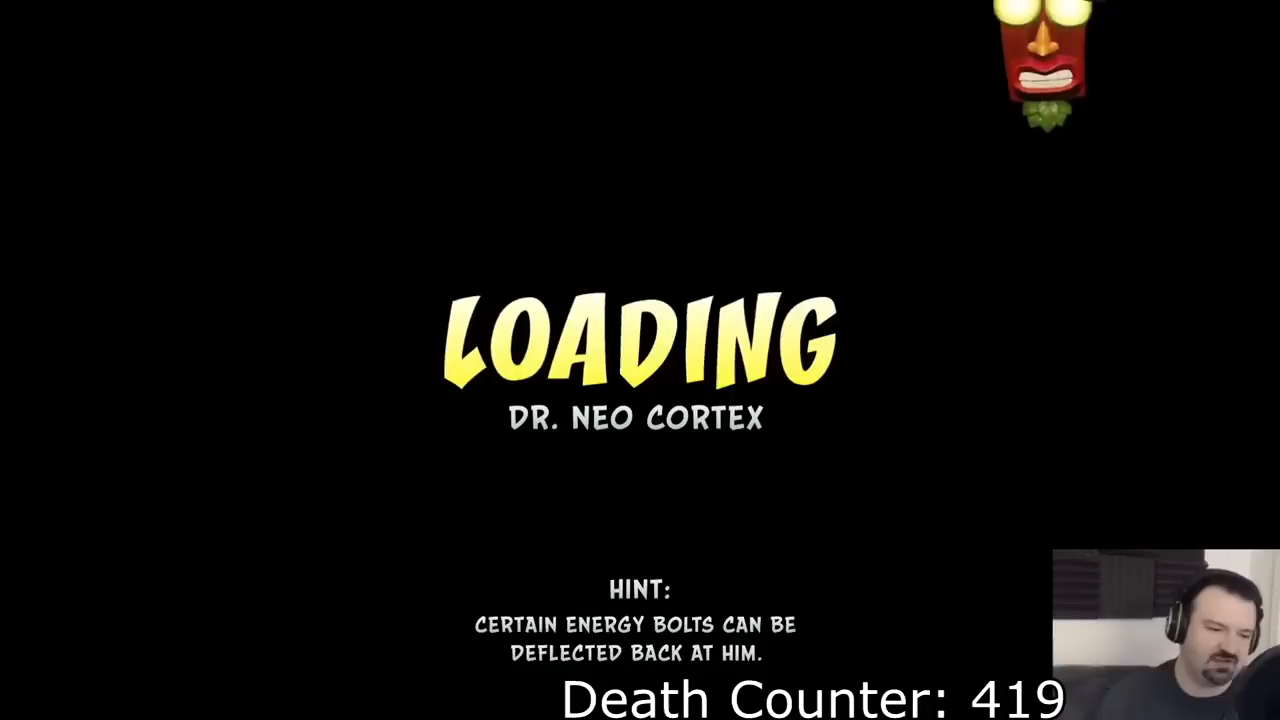 LOADING
DR. NEO CORTEX
HINT:
CERTAIN ENERGY BOLTS CAN BE
DEFLECTED BACK AT HIM.
Death Counter: 419